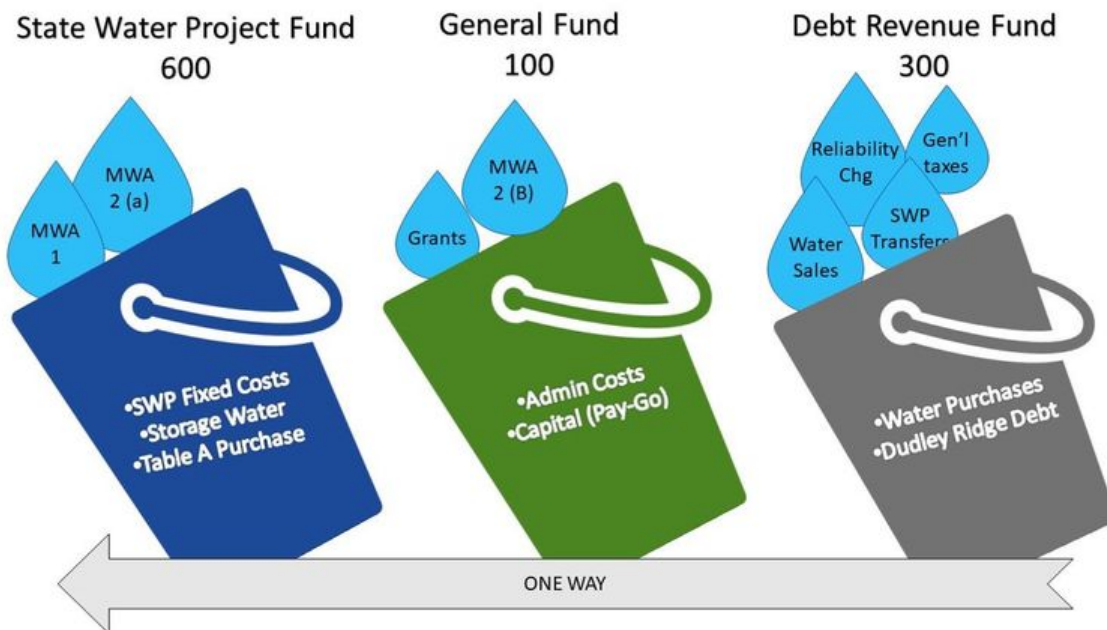 State Water Project Fund
600
MWA
1
MWA
2 (a)
•SWP Fixed Costs
•Storage Water
•Table A Purchase
General Fund
100
Grants
MWA
2 (B)
•Admin Costs
•Capital (Pay-Go)
Debt Revenue Fund
300
Reliability
Chg
Gen'l
taxes
Water
Sales
SWP
Transfers
•Water Purchases
•Dudley Ridge Debt
ONE WAY